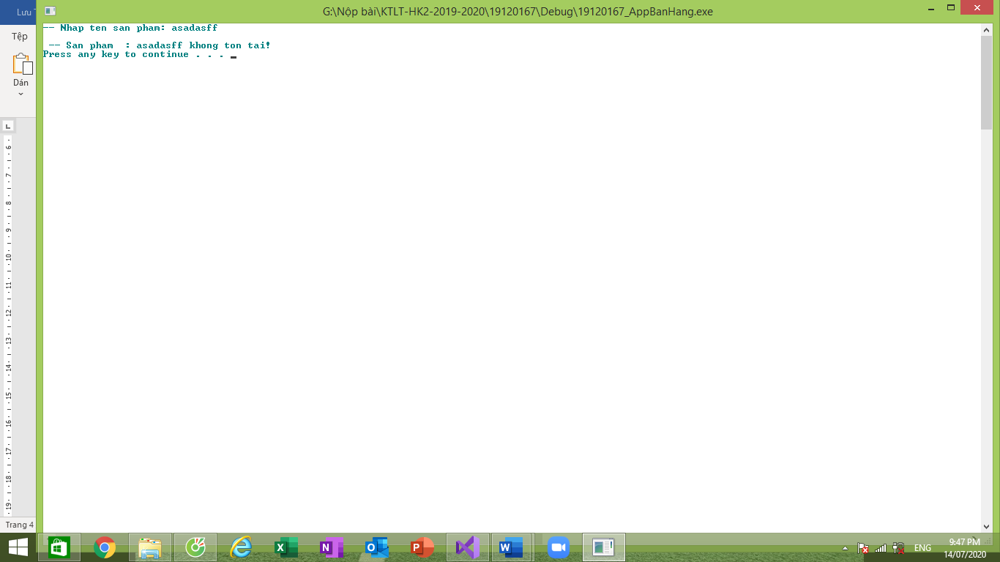 Lưu T
G:\Nộp bài\KTLT-HK2-2019-2020\19120167\Debug\19120167_AppBanHang.exe
Tệp
Dán
-- Nhap ten san pham: asadasff
-- San pham  : asadasff khong ton tai!
Press any key to continue . . .
6
7
8
9
10
11
12
13
14
15
16
17
18
19
Trang 4
ENG
9:47 PM
14/07/2020